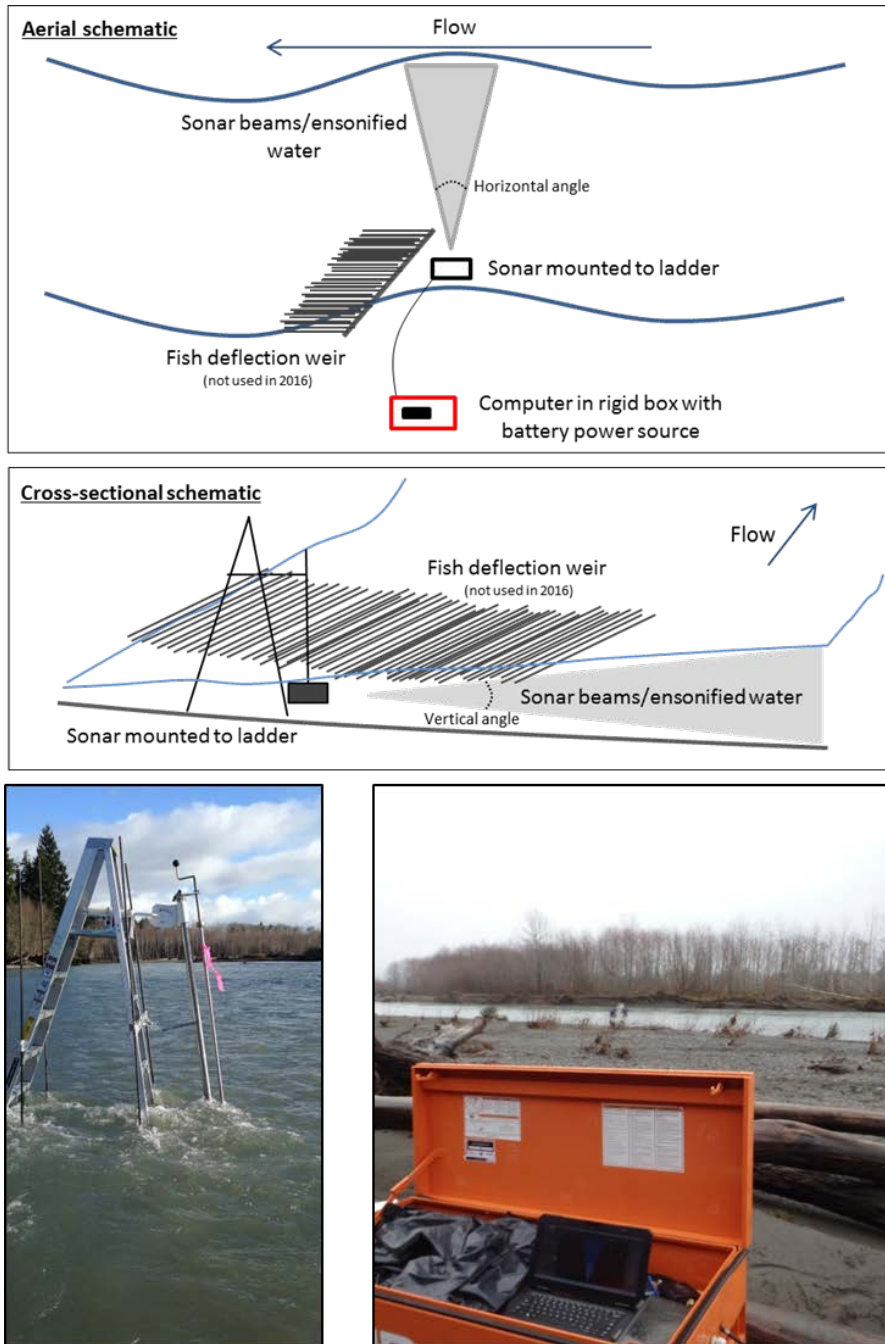 Aerial schematic
Flow
Sonar beams/ensonified
water
Horizontal angle
Sonar mounted to ladder
Fish deflection weir
(not used in 2016)
Computer in rigid box with
battery power source
Cross-sectional schematic
Flow
Fish deflection weir
(not used in 2016)
Sonar beams/ensonified water
Vertical angle
Sonar mounted to ladder